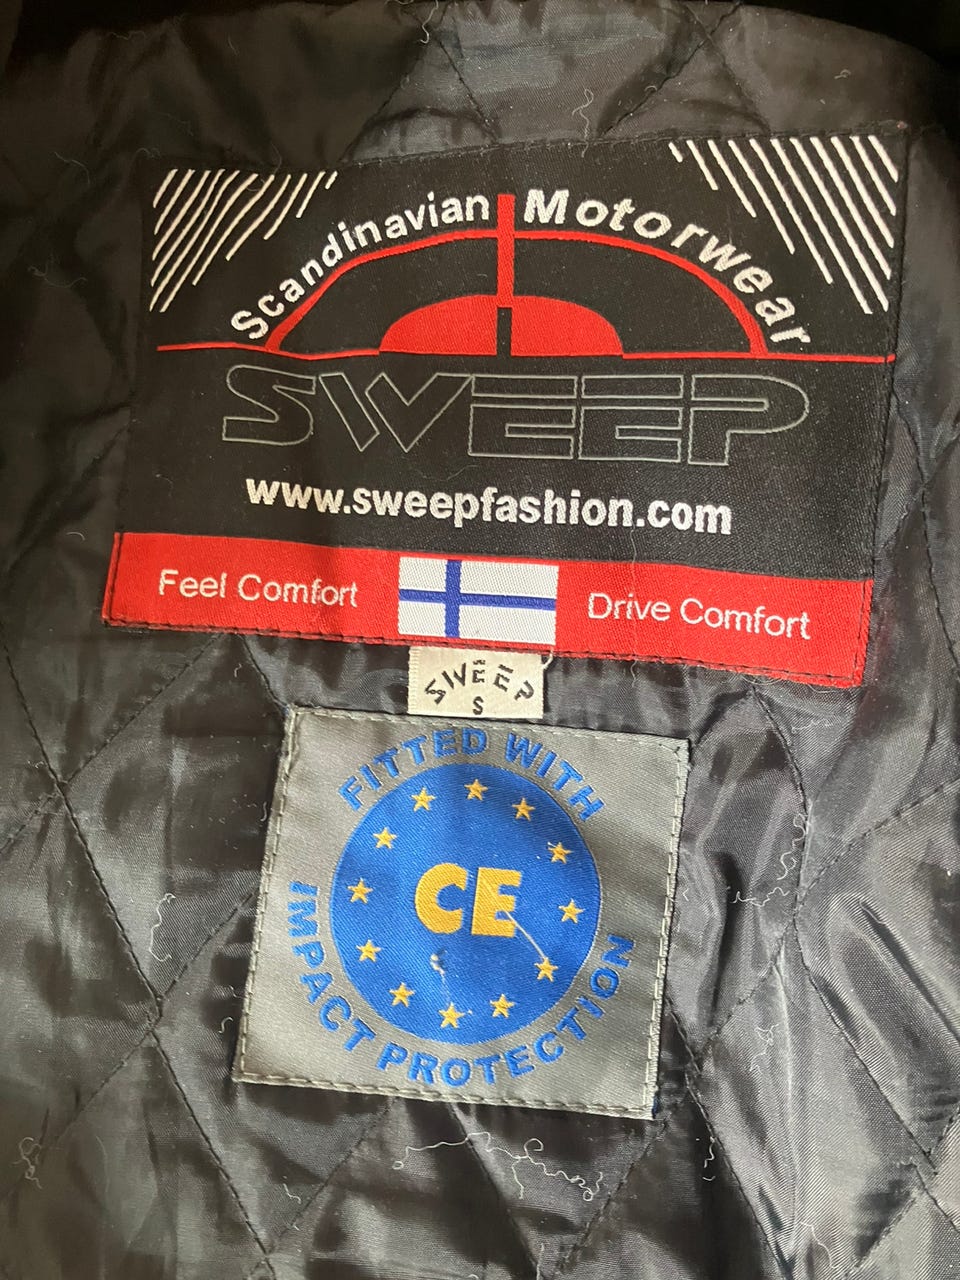 Scandinavian Motorwear
SWEEP
www.sweepfashion.com
Feel Comfort Drive Comfort
SWEEP
S
FITTED WITH
CE
IMPACT PROTECTION